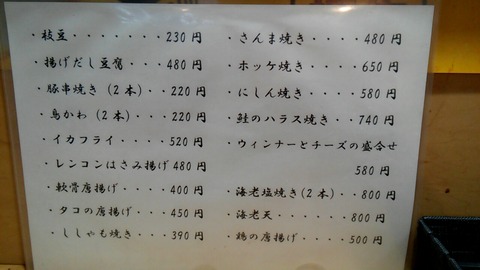 ・枝豆・・・・・・・230円
・揚げだし豆腐・・・480円
・豚串焼き(2本)・・220円
・鳥かわ(2本)・・・220円
・イカフライ・・・・520円
・レンコンはさみ揚げ480円
・軟骨唐揚げ・・・・400円
・タコの唐揚げ・・・450円
・ししゃも焼き・・・390円
・さんま焼き・・・・480円
・ホッケ焼き・・・・650円
・にしん焼き・・・・580円
・鮭のハラス焼き・・740円
・ウィンナーとチーズの盛合せ
580円
・海老塩焼き(2本)・・800円
・海老天・・・・・・800円
・鶏の唐揚げ・・・・500円